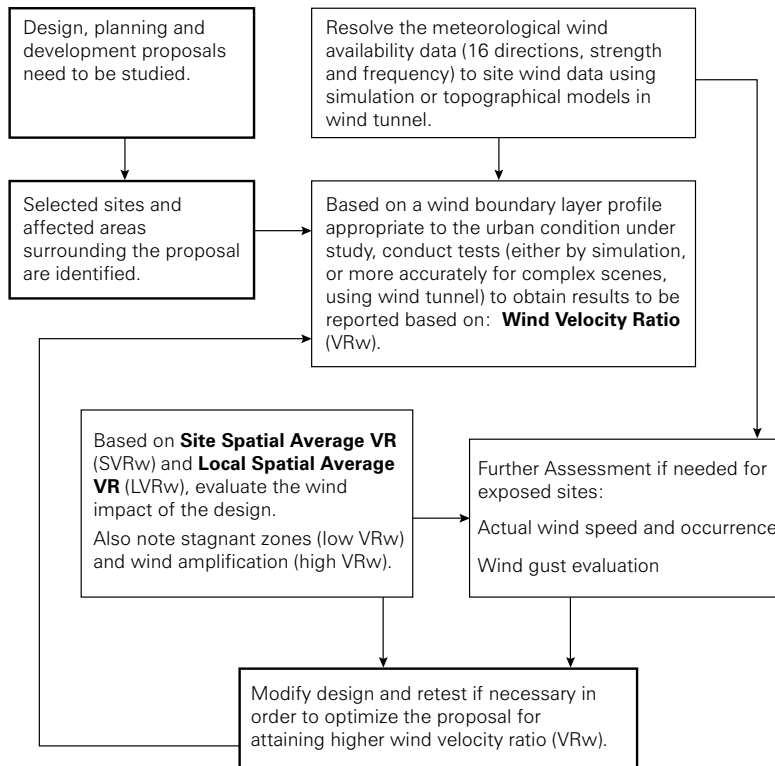 Design, planning and
development proposals
need to be studied.
Resolve the meteorological wind
availability data (16 directions, strength
and frequency) to site wind data using
simulation or topographical models in
wind tunnel.
Selected sites and
affected areas
surrounding the proposal
are identified.
Based on a wind boundary layer profile
appropriate to the urban condition under
study, conduct tests (either by simulation,
or more accurately for complex scenes,
using wind tunnel) to obtain results to be
reported based on: Wind Velocity Ratio
(VRw).
Based on Site Spatial Average VR
(SVRw) and Local Spatial Average
VR (LVRw), evaluate the wind
impact of the design.
Also note stagnant zones (low VRw)
and wind amplification (high VRw).
Further Assessment if needed for
exposed sites:
Actual wind speed and occurrence
Wind gust evaluation
Modify design and retest if necessary in
order to optimize the proposal for
attaining higher wind velocity ratio (VRw).